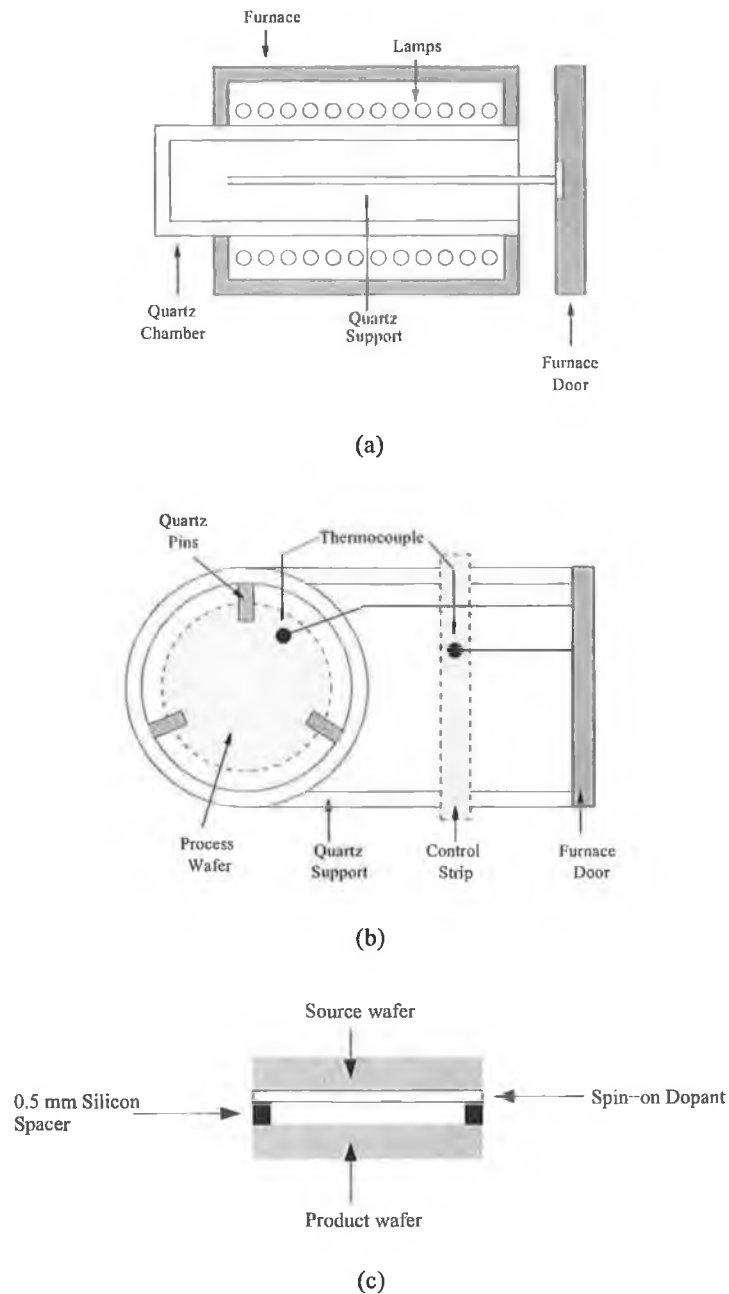 Furnace
Lamps
Quartz
Chamber
Quartz
Support
Furnace
Door
(a)
Quartz
Pins
Thermocouple
Process
Wafer
Quartz
Support
Control
Strip
Furnace
Door
(b)
Source wafer
0.5 mm Silicon
Spacer
Spin--on Dopant
Product wafer
(c)